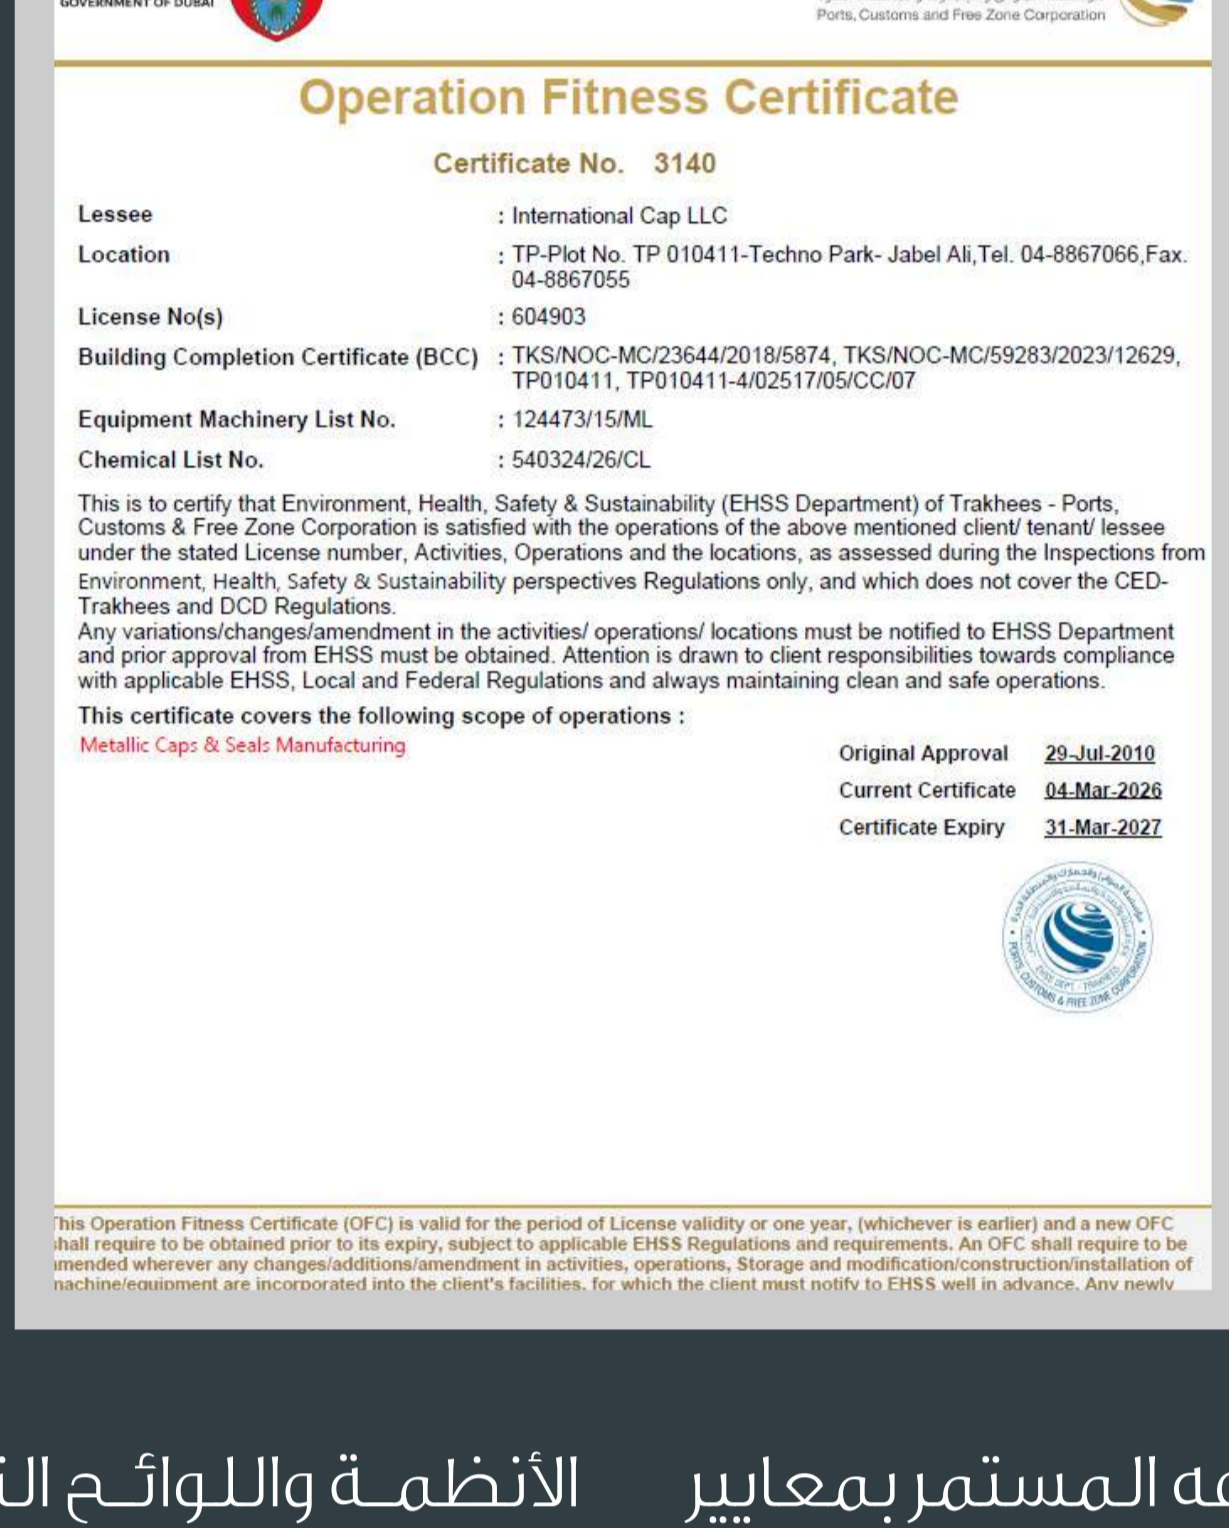 GOVERNMENT OF DUBAI
Ports, Customs and Free Zone Corporation
Operation Fitness Certificate
Certificate No. 3140
Lessee : International Cap LLC
Location : TP-Plot No. TP 010411-Techno Park- Jabel Ali,Tel. 04-8867066,Fax.
04-8867055
License No(s) : 604903
Building Completion Certificate (BCC) : TKS/NOC-MC/23644/2018/5874, TKS/NOC-MC/59283/2023/12629,
TP010411, TP010411-4/02517/05/CC/07
Equipment Machinery List No. : 124473/15/ML
Chemical List No. : 540324/26/CL
This is to certify that Environment, Health, Safety & Sustainability (EHSS Department) of Trakhees - Ports,
Customs & Free Zone Corporation is satisfied with the operations of the above mentioned client/ tenant/ lessee
under the stated License number, Activities, Operations and the locations, as assessed during the Inspections from
Environment, Health, Safety & Sustainability perspectives Regulations only, and which does not cover the CED-
Trakhees and DCD Regulations.
Any variations/changes/amendment in the activities/ operations/ locations must be notified to EHSS Department
and prior approval from EHSS must be obtained. Attention is drawn to client responsibilities towards compliance
with applicable EHSS, Local and Federal Regulations and always maintaining clean and safe operations.
This certificate covers the following scope of operations :
Metallic Caps & Seals Manufacturing
Original Approval 29-Jul-2010
Current Certificate 04-Mar-2026
Certificate Expiry 31-Mar-2027
PORTS, CUSTOMS & FREE ZONE CORPORATION
EHSS DEPT - TRAKHEES
This Operation Fitness Certificate (OFC) is valid for the period of License validity or one year, (whichever is earlier) and a new OFC
shall require to be obtained prior to its expiry, subject to applicable EHSS Regulations and requirements. An OFC shall require to be
amended wherever any changes/additions/amendment in activities, operations, Storage and modification/construction/installation of
machine/equipment are incorporated into the client's facilities, for which the client must notify to EHSS well in advance. Any newly
المستمر بمعايير الأنظمة واللوائح